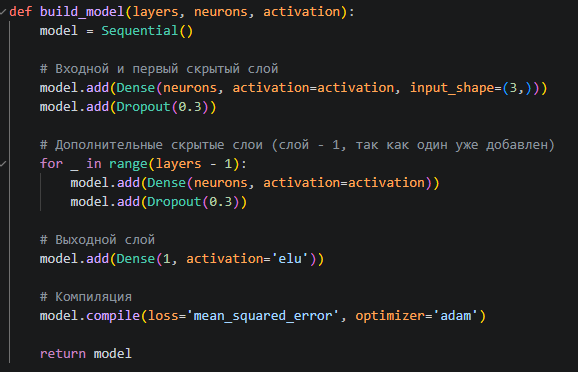 def build_model(layers, neurons, activation):
    model = Sequential()
    # Входной и первый скрытый слой
    model.add(Dense(neurons, activation=activation, input_shape=(3,)))
    model.add(Dropout(0.3))
    # Дополнительные скрытые слои (слой - 1, так как один уже добавлен)
    for _ in range(layers - 1):
        model.add(Dense(neurons, activation=activation))
        model.add(Dropout(0.3))
    # Выходной слой
    model.add(Dense(1, activation='elu'))
    # Компиляция
    model.compile(loss='mean_squared_error', optimizer='adam')
    return model